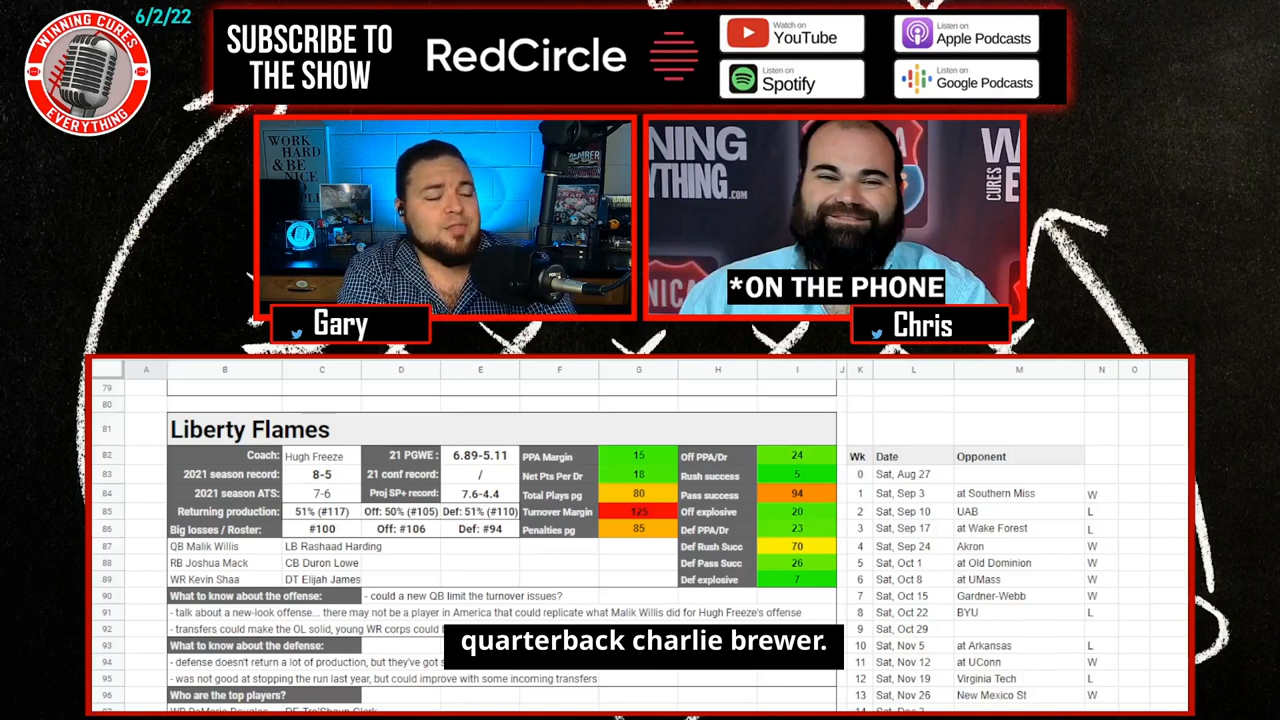 6/2/22
WINNING CURES
EVERYTHING
SUBSCRIBE TO
THE SHOW
RedCircle
Watch on
YouTube
Listen on
Apple Podcasts
Listen on
Spotify
Listen on
Google Podcasts
WORK
HARD
& BE
NICE
NING
YTHING.COM
W
CURES
E
*ON THE PHONE
Gary
Chris
A B C D E F G H I J K L M N O
79
80
81 Liberty Flames
82 Coach: Hugh Freeze 21 PGWE: 6.89-5.11 PPA Margin 15 Off PPA/Dr 24 Wk Date Opponent
83 2021 season record: 8-5 21 conf record: / Net Pts Per Dr 18 Rush success 5 0 Sat, Aug 27
84 2021 season ATS: 7-6 Proj SP+ record: 7.6-4.4 Total Plays pg 80 Pass success 94 1 Sat, Sep 3 at Southern Miss W
85 Returning production: 51% (#117) Off: 50% (#105) Def: 51% (#110) Turnover Margin 125 Off explosive 20 2 Sat, Sep 10 UAB L
86 Big losses / Roster: #100 Off: #106 Def: #94 Penalties pg 85 Def PPA/Dr 23 3 Sat, Sep 17 at Wake Forest L
87 QB Malik Willis LB Rashaad Harding Def Rush Succ 70 4 Sat, Sep 24 Akron W
88 RB Joshua Mack CB Duron Lowe Def Pass Succ 26 5 Sat, Oct 1 at Old Dominion W
89 WR Kevin Shaa DT Elijah James Def explosive 7 6 Sat, Oct 8 at UMass W
90 What to know about the offense: - could a new QB limit the turnover issues? 7 Sat, Oct 15 Gardner-Webb W
91 - talk about a new-look offense... there may not be a player in America that could replicate what Malik Willis did for Hugh Freeze's offense 8 Sat, Oct 22 BYU L
92 - transfers could make the OL solid, young WR corps could 9 Sat, Oct 29
quarterback charlie brewer.
93 What to know about the defense: 10 Sat, Nov 5 at Arkansas L
94 - defense doesn't return a lot of production, but they've got 11 Sat, Nov 12 at UConn W
95 - was not good at stopping the run last year, but could improve with some incoming transfers 12 Sat, Nov 19 Virginia Tech L
96 Who are the top players? 13 Sat, Nov 26 New Mexico St W